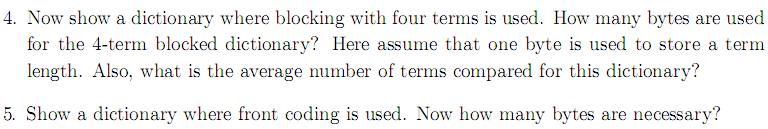 4. Now show a dictionary where blocking with four terms is used. How many bytes are used
for the 4-term blocked dictionary? Here assume that one byte is used to store a term
length. Also, what is the average number of terms compared for this dictionary?
5. Show a dictionary where front coding is used. Now how many bytes are necessary?